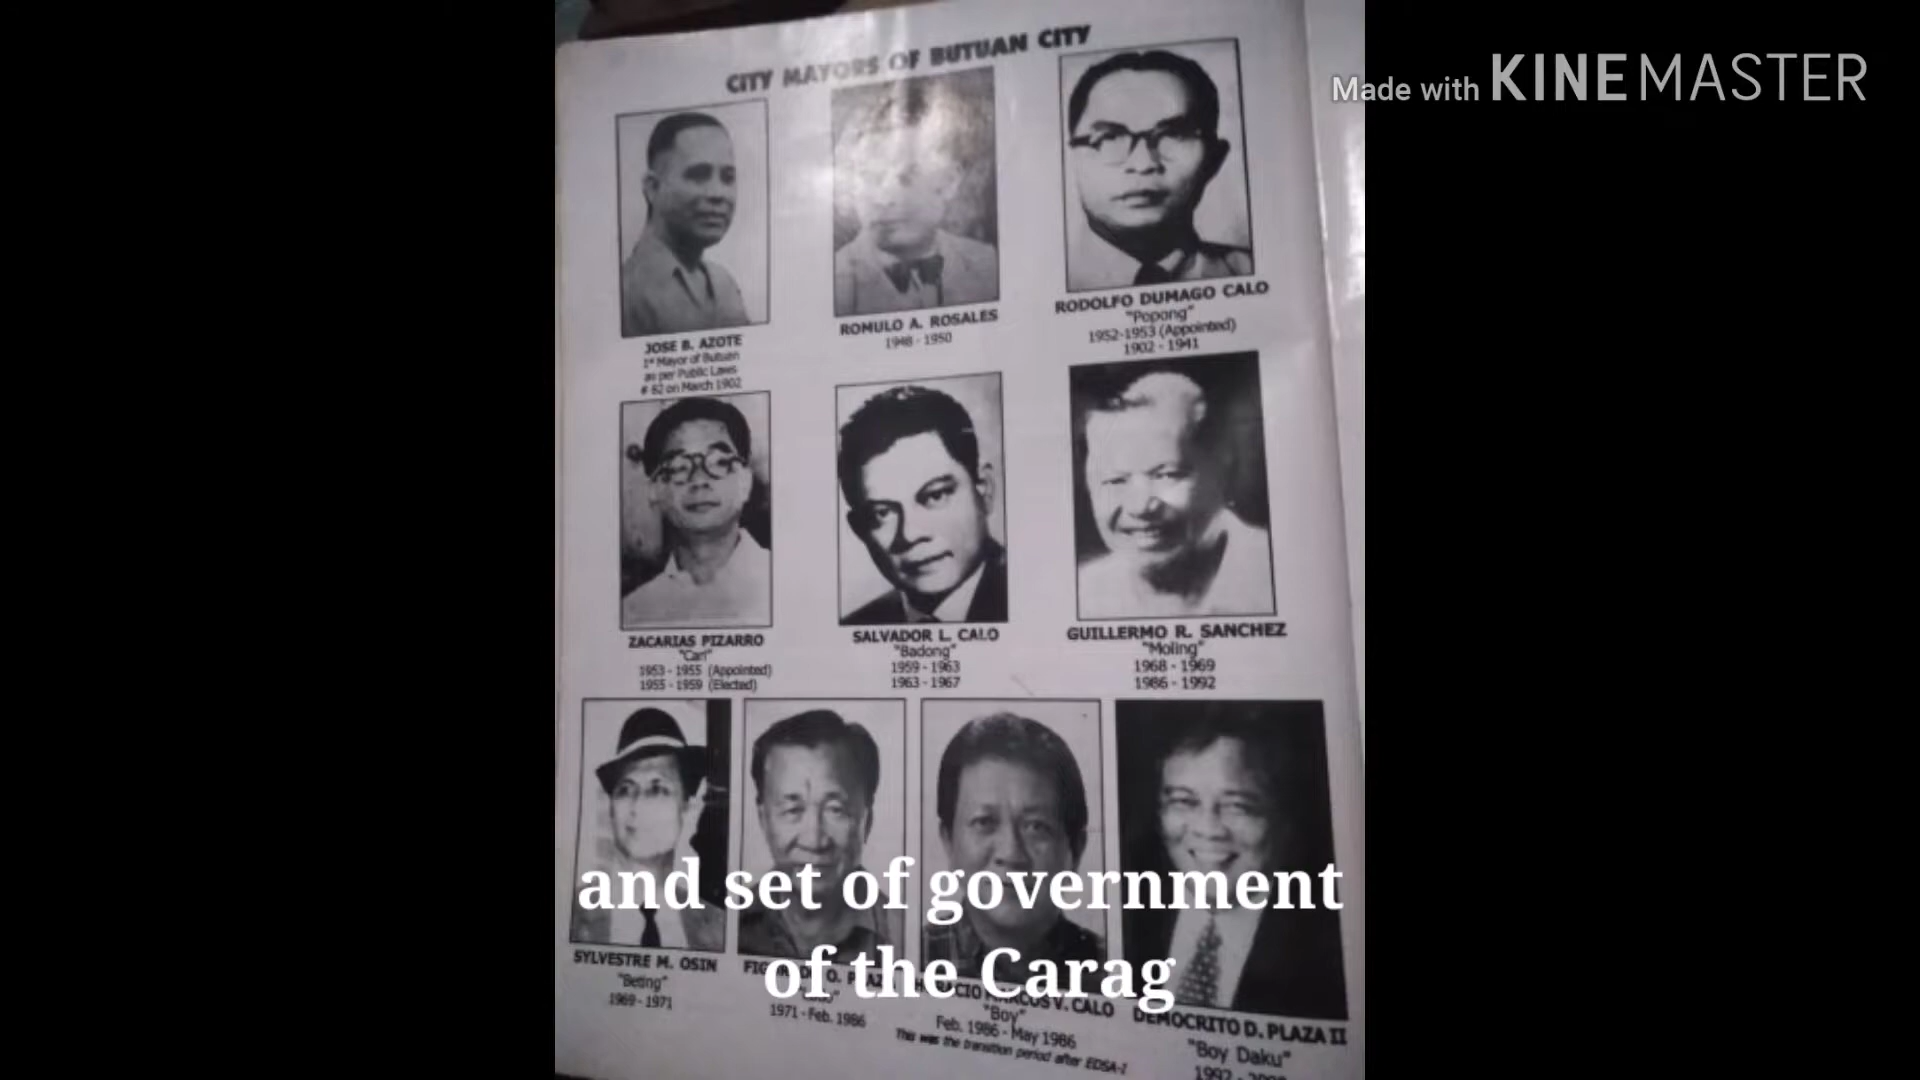 CITY MAYORS OF BUTUAN CITY
Made with KINEMASTER
JOSE B. AZOTE
1st Mayor of Butuan
as per Public Laws
# 82 on March 1902
ROMULO A. ROSALES
1948 - 1950
RODOLFO DUMAGO CALO
"Popong"
1952-1953 (Appointed)
1902 - 1941
ZACARIAS PIZARRO
1953 - 1955 (Appointed)
1955 - 1959 (Elected)
SALVADOR L. CALO
"Badong"
1959 - 1963
1963 - 1967
GUILLERMO R. SANCHEZ
"Moling"
1968 - 1969
1986 - 1992
SYLVESTRE M. OSIN
"Beting"
1969 - 1971
O.
1971 - Feb. 1986
MARCOS V. CALO
"Boy"
Feb. 1986 - May 1986
This was the transition period after EDSA-I
DEMOCRITO D. PLAZA II
"Boy Daku"
1992 -
and set of government
of the Carag